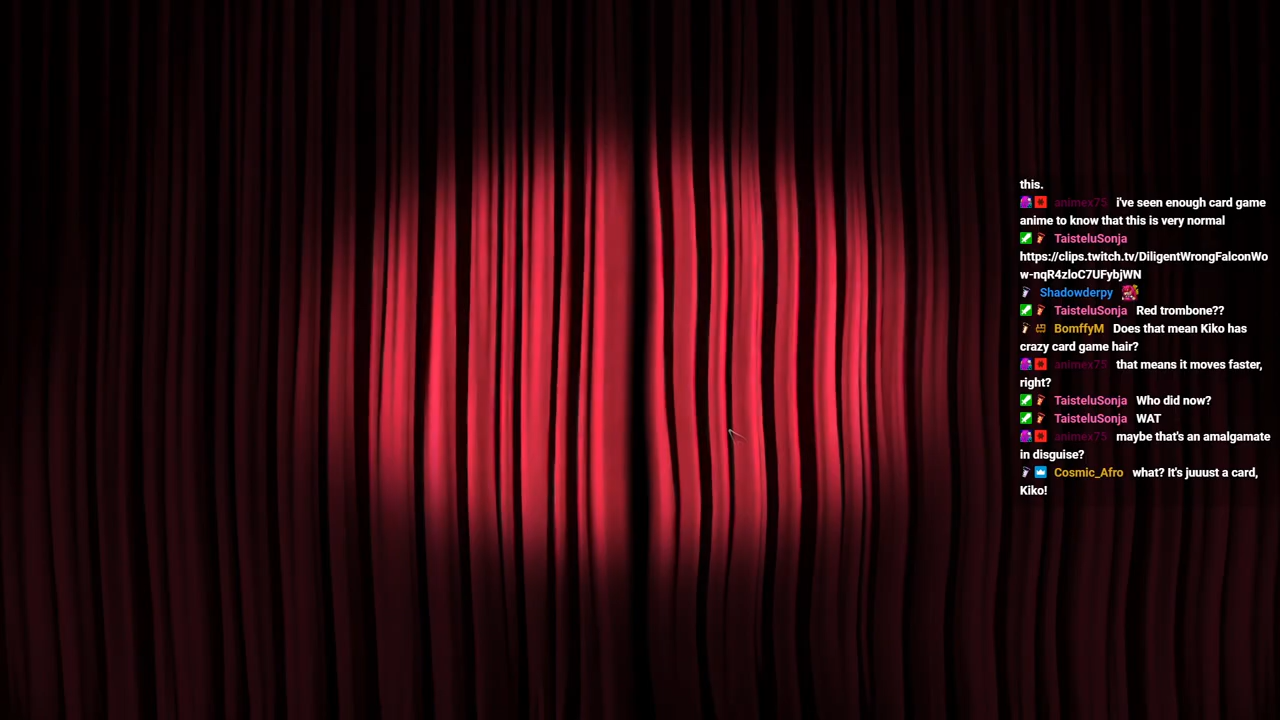 this.
animex75 i've seen enough card game
anime to know that this is very normal
TaisteluSonja
https://clips.twitch.tv/DiligentWrongFalconWo
w-nqR4zloC7UFybjWN
Shadowderpy
TaisteluSonja Red trombone??
BomffyM Does that mean Kiko has
crazy card game hair?
animex75 that means it moves faster,
right?
TaisteluSonja Who did now?
TaisteluSonja WAT
animex75 maybe that's an amalgamate
in disguise?
Cosmic_Afro what? It's juuust a card,
Kiko!